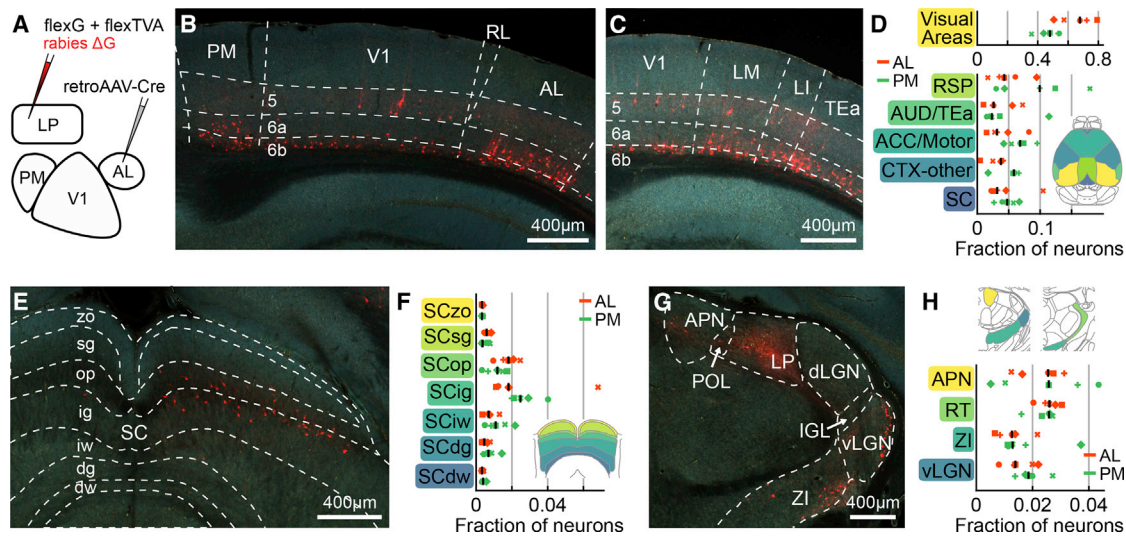 A
flexG + flexTVA
rabies ΔG
retroAAV-Cre
LP
PM
V1
AL
B
PM
V1
RL
AL
5
6a
6b
400µm
C
V1
LM
LI
TEa
5
6a
6b
400µm
D
Visual
Areas
0
0.4
0.8
AL
PM
RSP
AUD/TEa
ACC/Motor
CTX-other
SC
0
0.1
Fraction of neurons
E
zo
sg
op
ig
SC
iw
dg
dw
400µm
F
AL
PM
SCzo
SCsg
SCop
SCig
SCiw
SCdg
SCdw
0
0.04
Fraction of neurons
G
APN
POL
LP
dLGN
IGL
vLGN
ZI
400µm
H
APN
RT
ZI
vLGN
AL
PM
0
0.02
0.04
Fraction of neurons